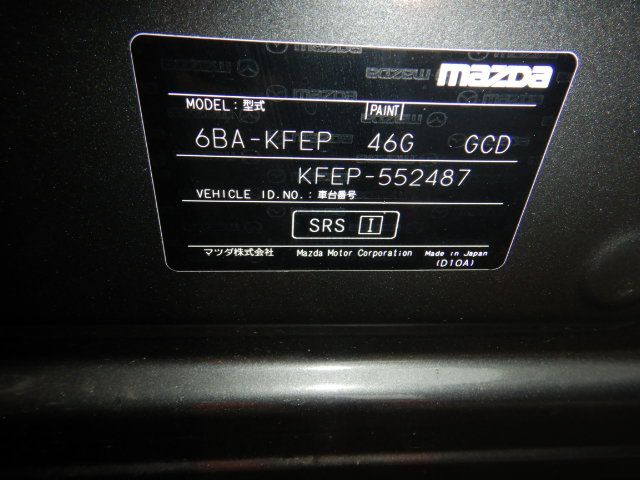 mazda
MODEL : 型式 PAINT
6BA-KFEP 46G GCD
KFEP-552487
VEHICLE ID.NO. : 車台番号
SRS I
マツダ株式会社 Mazda Motor Corporation Made in Japan
(D10A)